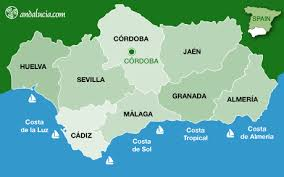 andalucia.com
SPAIN
CÓRDOBA
JAÉN
CÓRDOBA
HUELVA
SEVILLA
GRANADA
ALMERÍA
MÁLAGA
CÁDIZ
Costa
de la Luz
Costa
de Sol
Costa
Tropical
Costa
de Almería